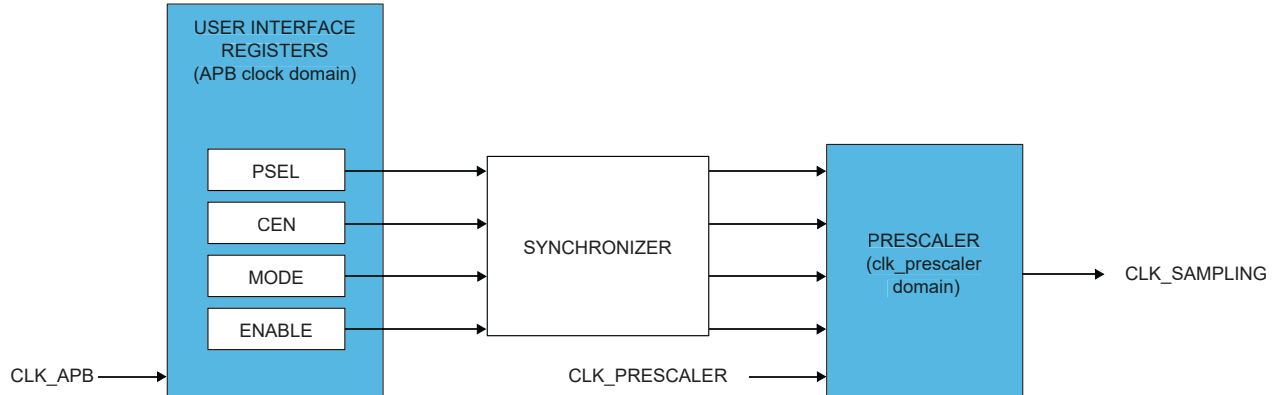 USER INTERFACE
REGISTERS
(APB clock domain)
PSEL
CEN
MODE
ENABLE
CLK_APB
SYNCHRONIZER
CLK_PRESCALER
PRESCALER
(clk_prescaler
domain)
CLK_SAMPLING